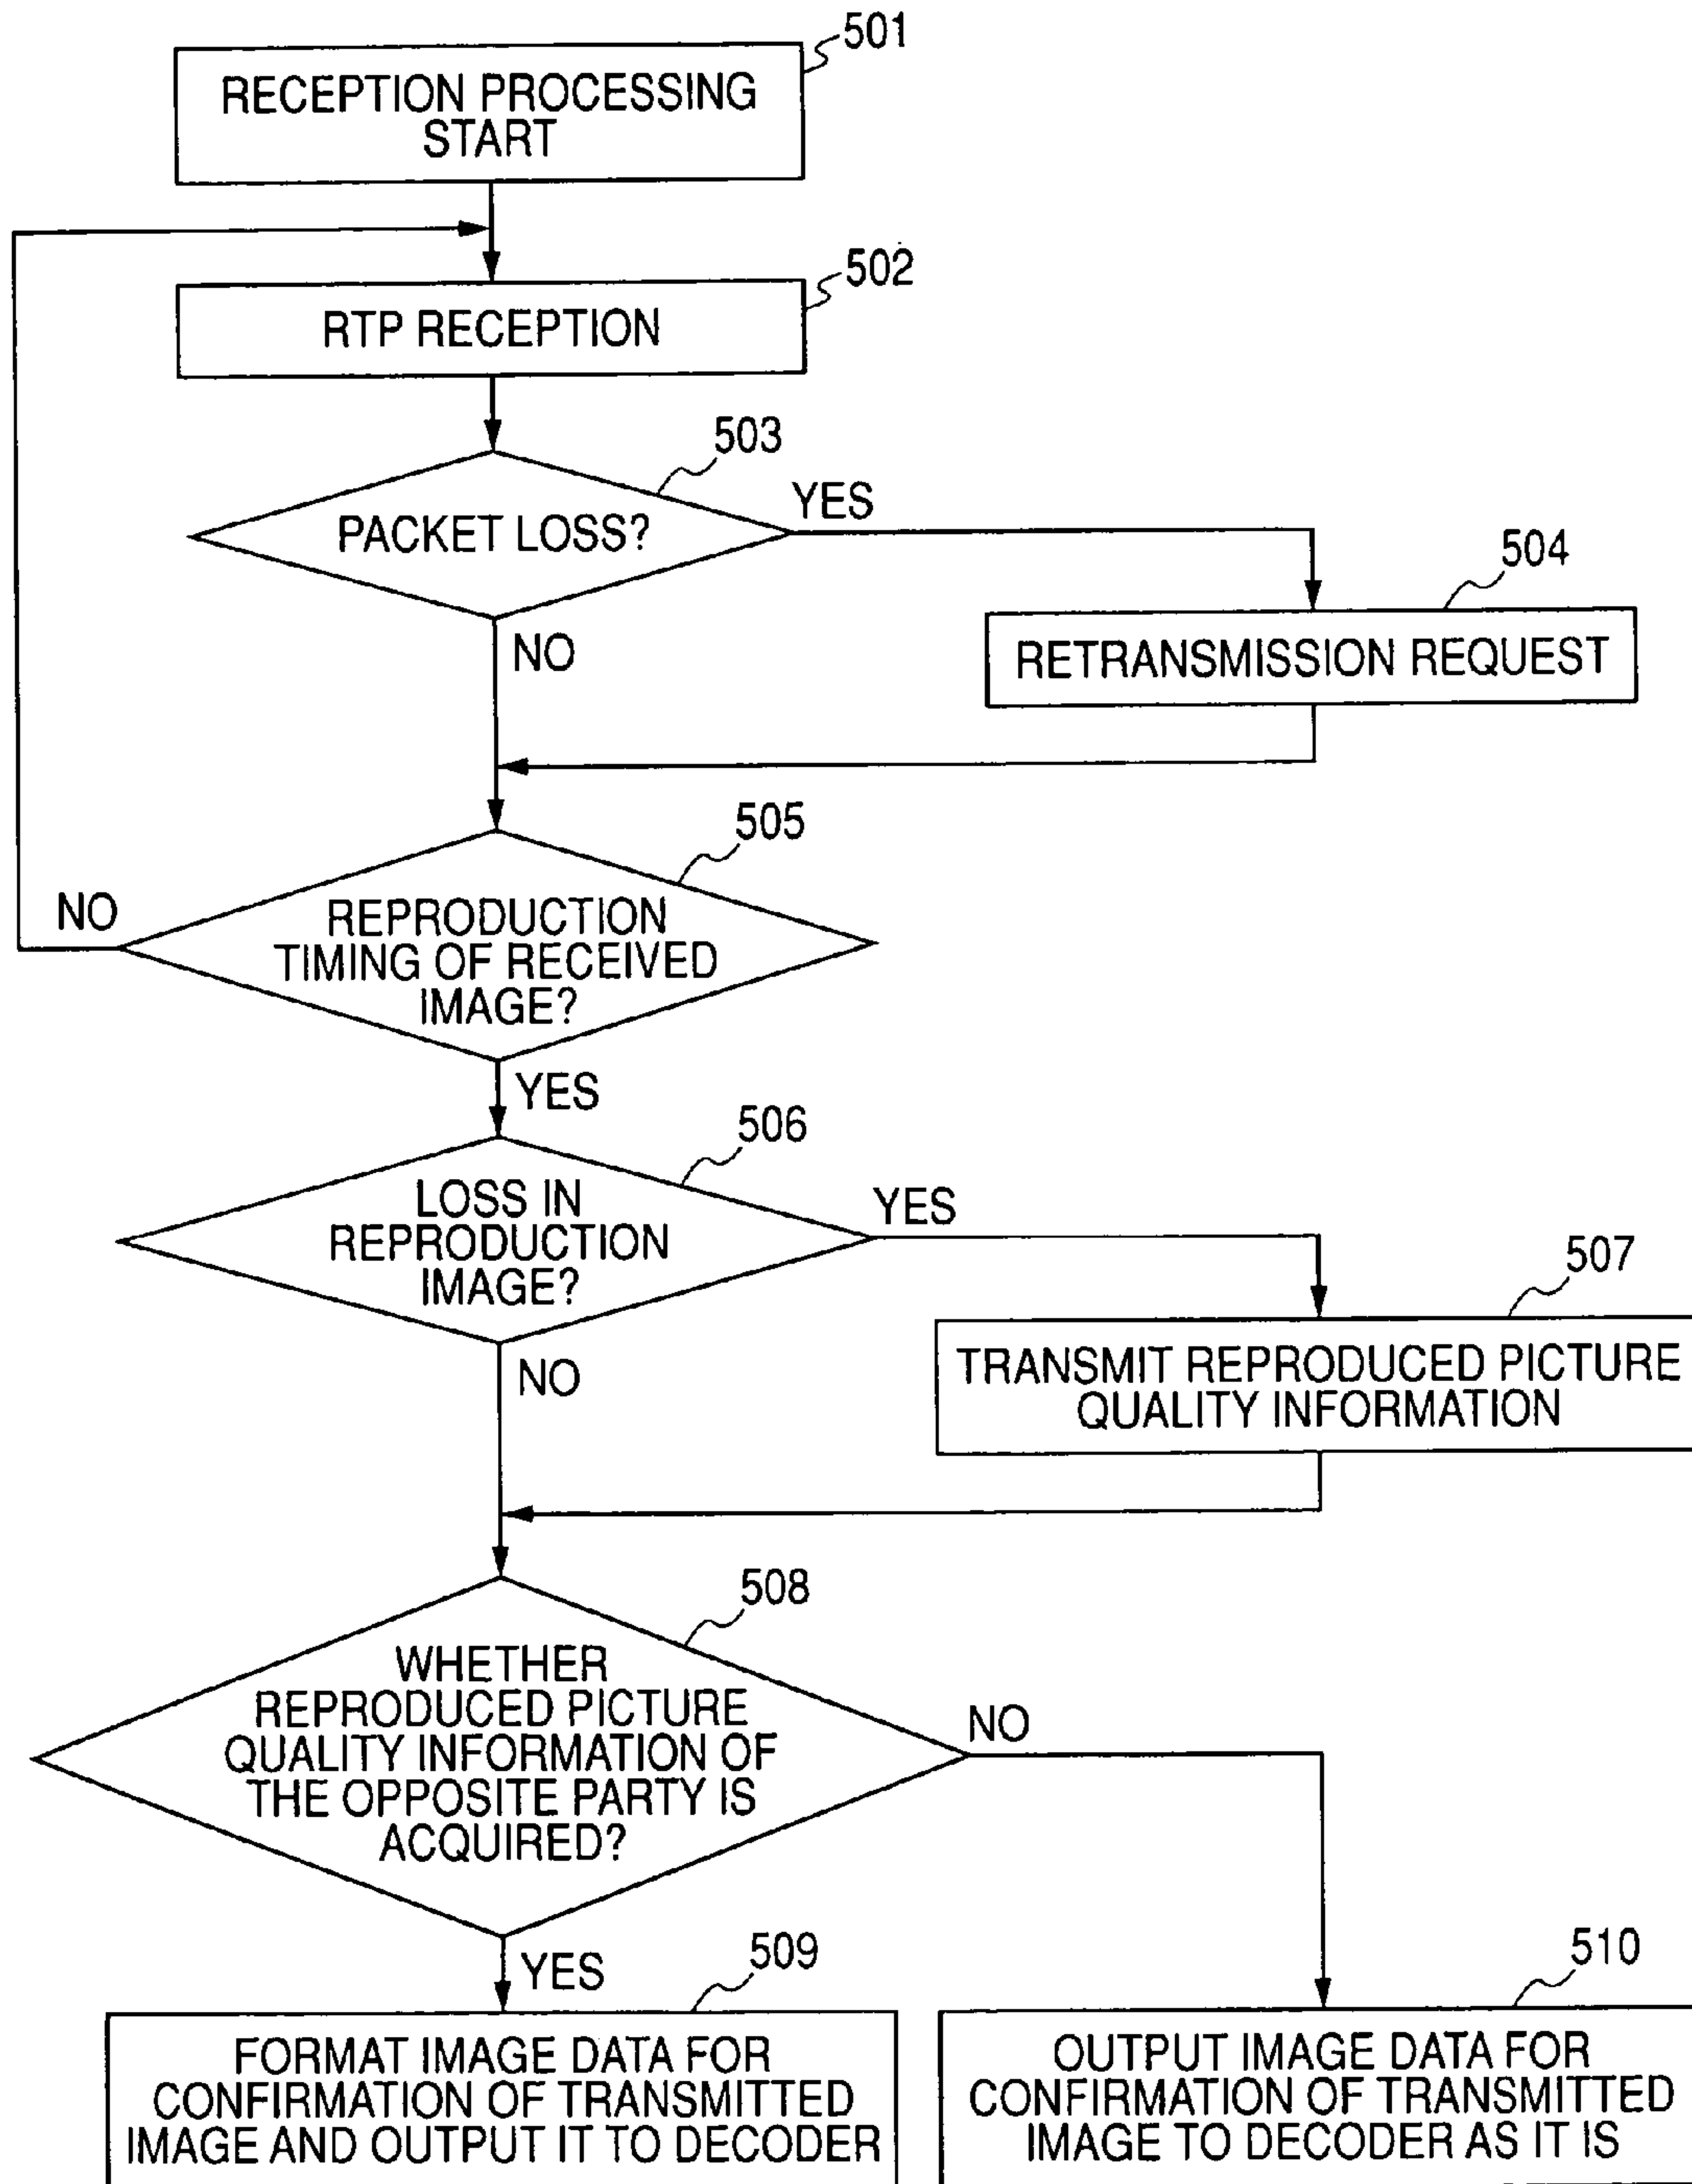 501
RECEPTION PROCESSING
START
502
RTP RECEPTION
503
PACKET LOSS?
YES
504
NO
RETRANSMISSION REQUEST
505
NO
REPRODUCTION
TIMING OF RECEIVED
IMAGE?
YES
506
LOSS IN
REPRODUCTION
IMAGE?
YES
507
NO
TRANSMIT REPRODUCED PICTURE
QUALITY INFORMATION
508
WHETHER
REPRODUCED PICTURE
QUALITY INFORMATION OF
THE OPPOSITE PARTY IS
ACQUIRED?
NO
YES
509
510
FORMAT IMAGE DATA FOR
CONFIRMATION OF TRANSMITTED
IMAGE AND OUTPUT IT TO DECODER
OUTPUT IMAGE DATA FOR
CONFIRMATION OF TRANSMITTED
IMAGE TO DECODER AS IT IS